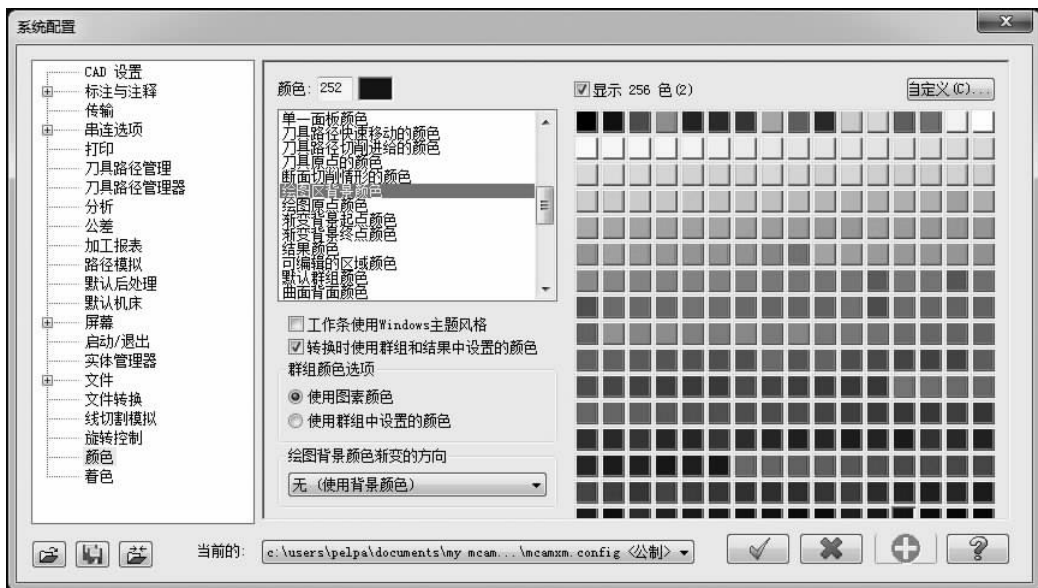 系统配置
CAD 设置
标注与注释
传输
串连选项
打印
刀具路径管理
刀具路径管理器
分析
公差
加工报表
路径模拟
默认后处理
默认机床
屏幕
启动/退出
实体管理器
文件
文件转换
线切割模拟
旋转控制
颜色
着色
颜色: 252
单一面板颜色
刀具路径快速移动的颜色
刀具路径切削进给的颜色
刀具原点的颜色
断面切削情形的颜色
绘图区背景颜色
绘图原点颜色
渐变背景起点颜色
渐变背景终点颜色
结果颜色
可编辑的区域颜色
默认群组颜色
曲面背面颜色
工作条使用Windows主题风格
转换时使用群组和结果中设置的颜色
群组颜色选项
使用图素颜色
使用群组中设置的颜色
绘图背景颜色渐变的方向
无 (使用背景颜色)
显示 256 色(2)
自定义(C)...
当前的:
c:\users\pelpa\documents\my mcam...\mcamxm.config <公制>